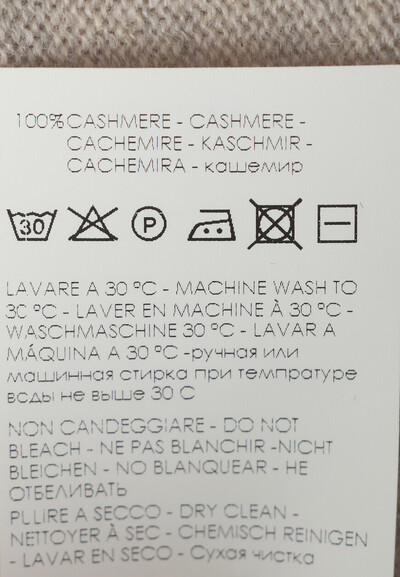 100%CASHMERE - CASHMERE -
CACHEMIRE - KASCHMIR -
CACHEMIRA - кашемир
30 P
LAVARE A 30 °C - MACHINE WASH TO
30 °C - LAVER EN MACHINE À 30 °C -
WASCHMASCHINE 30 °C - LAVAR A
MÁQUINA A 30 °C -ручная или
машинная стирка при темпратуре
всды не выше 30 С
NON CANDEGGIARE - DO NOT
BLEACH - NE PAS BLANCHIR -NICHT
BLEICHEN - NO BLANQUEAR - НЕ
ОТБЕЛИВАТЬ
PLLIRE A SECCO - DRY CLEAN -
NETTOYER À SEC - CHEMISCH REINIGEN
- LAVAR EN SECO - Сухая чистка